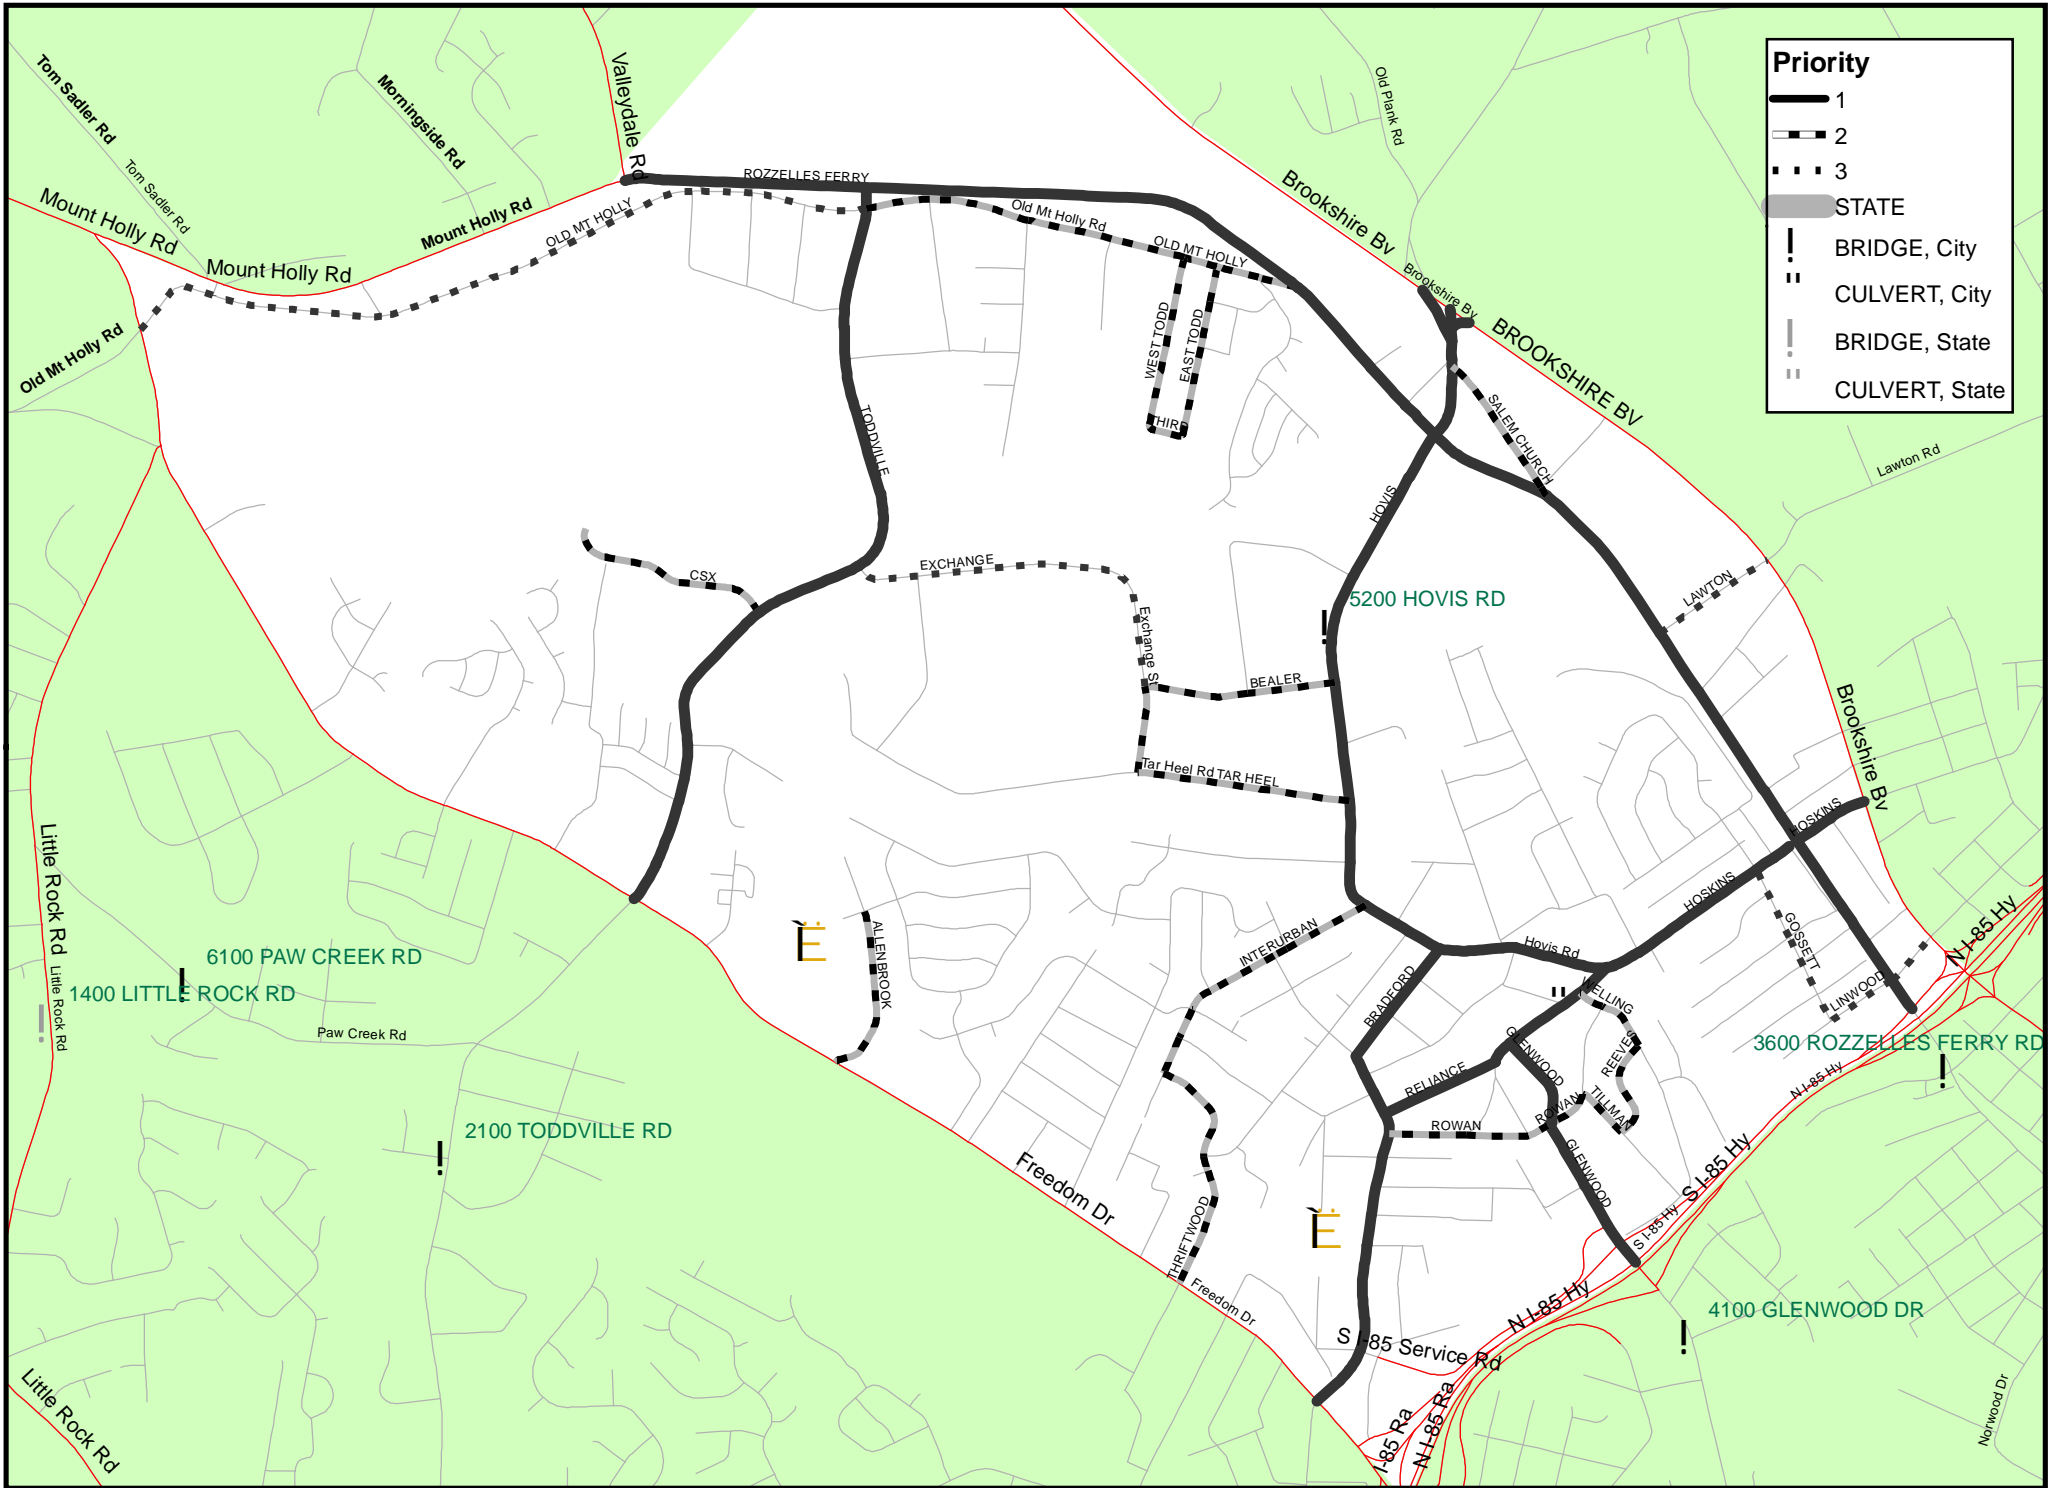 Priority
1
2
3
STATE
BRIDGE, City
CULVERT, City
BRIDGE, State
CULVERT, State
Tom Sadler Rd
Tom Sadler Rd
Morningside Rd
Valleydale Rd
Old Plank Rd
Mount Holly Rd
Mount Holly Rd
Mount Holly Rd
OLD MT HOLLY
Old Mt Holly Rd
ROZZELLES FERRY
Old Mt Holly Rd
OLD MT HOLLY
Brookshire Bv
Brookshire Bv
BROOKSHIRE BV
WEST TODD
EAST TODD
THIRD
SALEM CHURCH
Lawton Rd
TODDVILLE
HOVIS
CSX
EXCHANGE
Exchange St
LAWTON
5200 HOVIS RD
BEALER
Tar Heel Rd
TAR HEEL
Brookshire Bv
HOSKINS
HOSKINS
GOSSETT
LINWOOD
N I-85 Hy
Little Rock Rd
Little Rock Rd
6100 PAW CREEK RD
1400 LITTLE ROCK RD
Paw Creek Rd
ALLENBROOK
INTERURBAN
Hovis Rd
BRADFORD
WELLING
REEVES
GLENWOOD
RELIANCE
ROWAN
ROWAN
TILLMAN
GLENWOOD
3600 ROZZELLES FERRY RD
N I-85 Hy
2100 TODDVILLE RD
Freedom Dr
THRIFTWOOD
Freedom Dr
S I-85 Hy
S I-85 Hy
N I-85 Hy
4100 GLENWOOD DR
S I-85 Service Rd
I-85 Ra
N I-85 Ra
Norwood Dr
Little Rock Rd